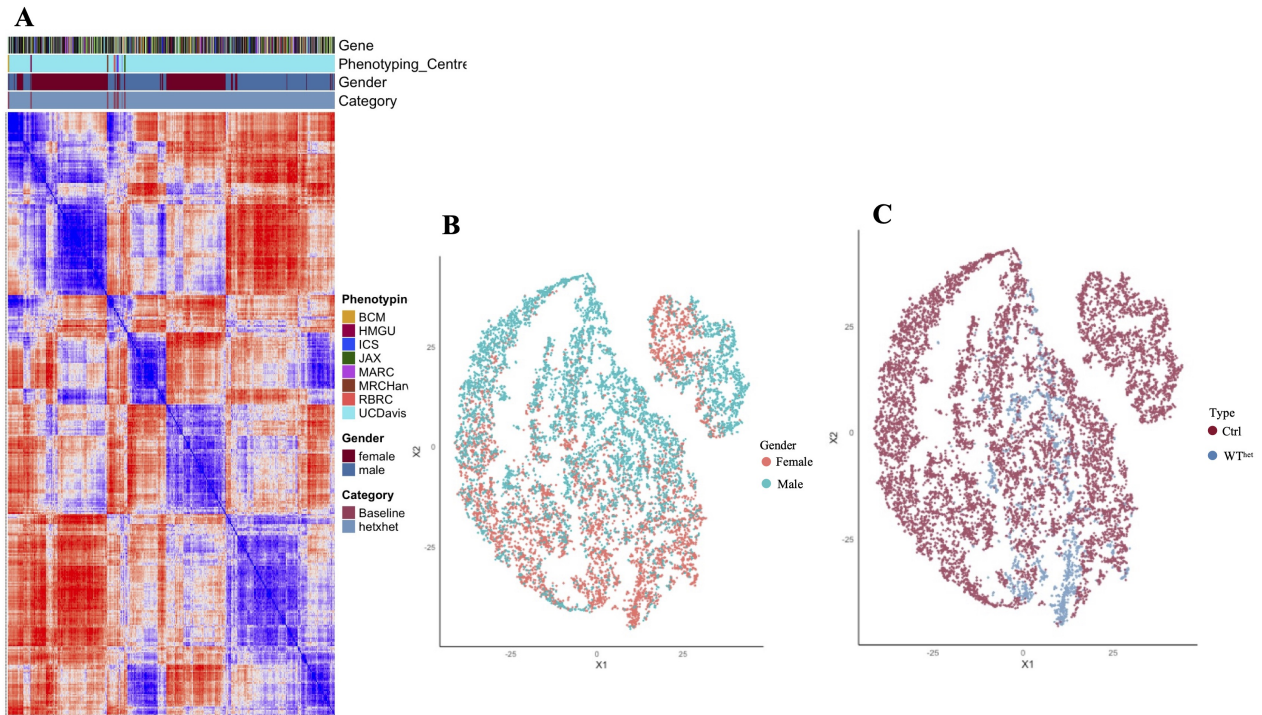 A
Gene
Phenotyping_Centre
Gender
Category
Phenotypin
BCM
HMGU
ICS
JAX
MARC
MRCHan
RBRC
UCDavis
Gender
female
male
Category
Baseline
hetxhet
B
X2
25
0
-25
-25
0
25
X1
Gender
Female
Male
C
X2
25
0
-25
-25
0
25
X1
Type
Ctrl
WThet